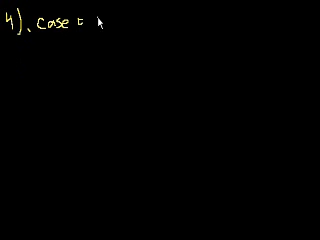 4). case =